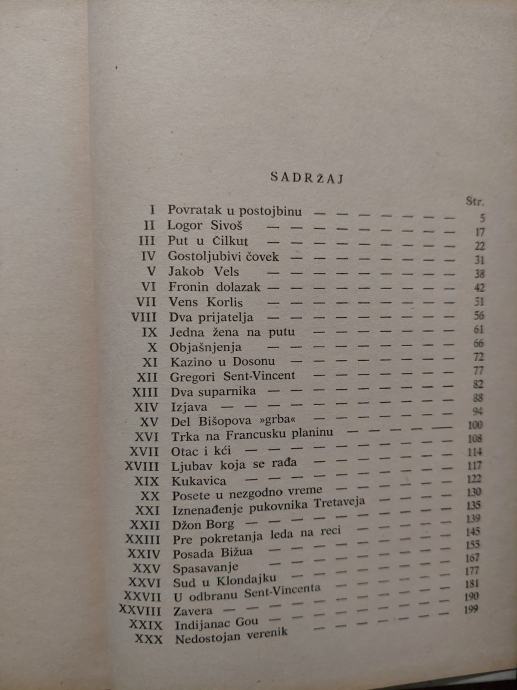 SADRŽAJ
Str.
I Povratak u postojbinu — — — — — — 5
II Logor Sivoš — — — — — — — 17
III Put u Ćilkut — — — — — — — 22
IV Gostoljubivi čovek — — — — — — 31
V Jakob Vels — — — — — — — 38
VI Fronin dolazak — — — — — — 42
VII Vens Korlis — — — — — — — 51
VIII Dva prijatelja — — — — — — 56
IX Jedna žena na putu — — — — — — 61
X Objašnjenja — — — — — — — 66
XI Kazino u Dosonu — — — — — — 72
XII Gregori Sent-Vincent — — — — — 77
XIII Dva suparnika — — — — — — 82
XIV Izjava — — — — — — — — 88
XV Del Bišopova »grba« — — — — — 94
XVI Trka na Francusku planinu — — — — 100
XVII Otac i kći — — — — — — — 108
XVIII Ljubav koja se rađa — — — — — 114
XIX Kukavica — — — — — — — 117
XX Posete u nezgodno vreme — — — — 122
XXI Iznenađenje pukovnika Tretaveja — — — 130
XXII Džon Borg — — — — — — — 135
XXIII Pre pokretanja leda na reci — — — — 139
XXIV Posada Bižua — — — — — — 145
XXV Spasavanje — — — — — — — 155
XXVI Sud u Klondajku — — — — — — 167
XXVII U odbranu Sent-Vincenta — — — — 177
XXVIII Zavera — — — — — — — — 181
XXIX Indijanac Gou — — — — — — 190
XXX Nedostojan verenik — — — — — 199